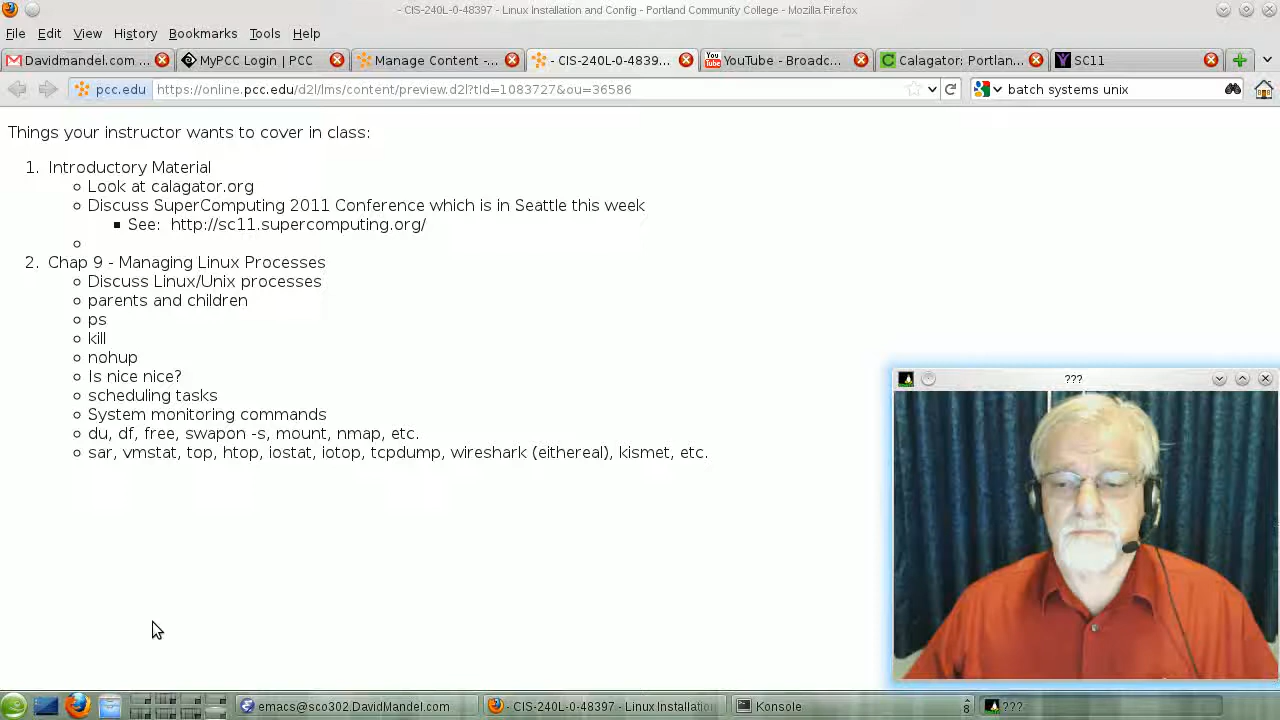 - CIS-240L-0-48397 - Linux Installation and Config - Portland Community College - Mozilla Firefox
File Edit View History Bookmarks Tools Help
Davidmandel.com ... MyPCC Login | PCC Manage Content -... - CIS-240L-0-4839... YouTube - Broadc... Calagator: Portlan... SC11
pcc.edu https://online.pcc.edu/d2l/lms/content/preview.d2l?tId=1083727&ou=36586 batch systems unix
Things your instructor wants to cover in class:
1. Introductory Material
Look at calagator.org
Discuss SuperComputing 2011 Conference which is in Seattle this week
See: http://sc11.supercomputing.org/
2. Chap 9 - Managing Linux Processes
Discuss Linux/Unix processes
parents and children
ps
kill
nohup
Is nice nice?
scheduling tasks
System monitoring commands
du, df, free, swapon -s, mount, nmap, etc.
sar, vmstat, top, htop, iostat, iotop, tcpdump, wireshark (eithereal), kismet, etc.
???
emacs@sco302.DavidMandel.com - CIS-240L-0-48397 - Linux Installation Konsole 8 ???